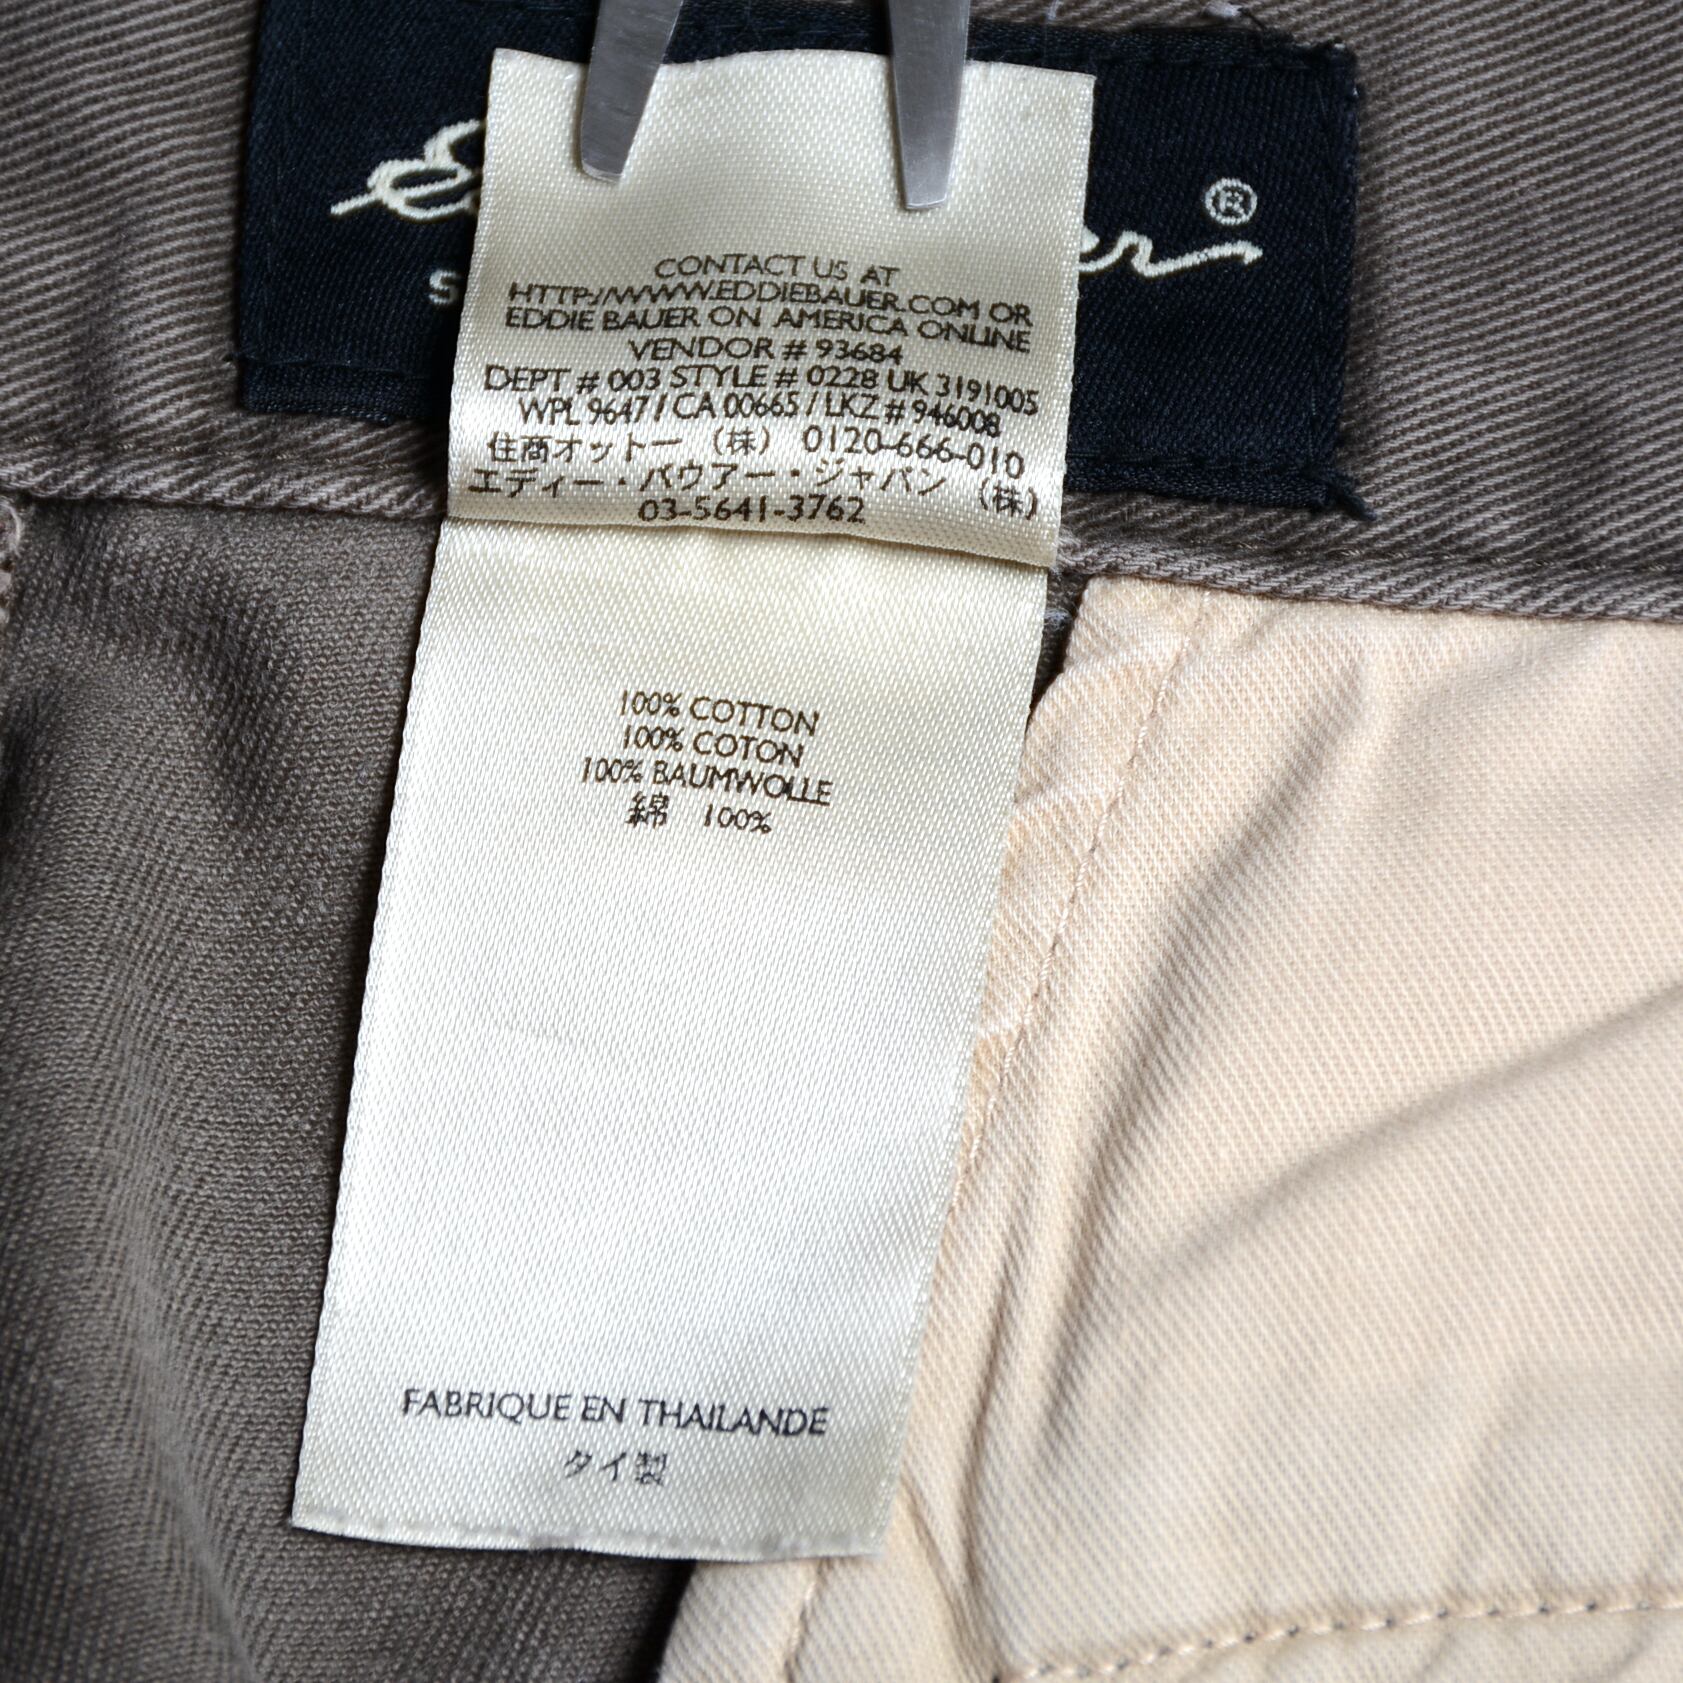 ®
CONTACT US AT
HTTP://WWW.EDDIEBAUER.COM OR
EDDIE BAUER ON AMERICA ONLINE
VENDOR # 93684
DEPT # 003 STYLE # 0228 UK 3191005
WPL 9647 / CA 00665 / LKZ # 946008
住商オットー (株) 0120-666-010
エディー・バウアー・ジャパン (株)
03-5641-3762
100% COTTON
100% COTON
100% BAUMWOLLE
綿 100%
FABRIQUE EN THAILANDE
タイ製